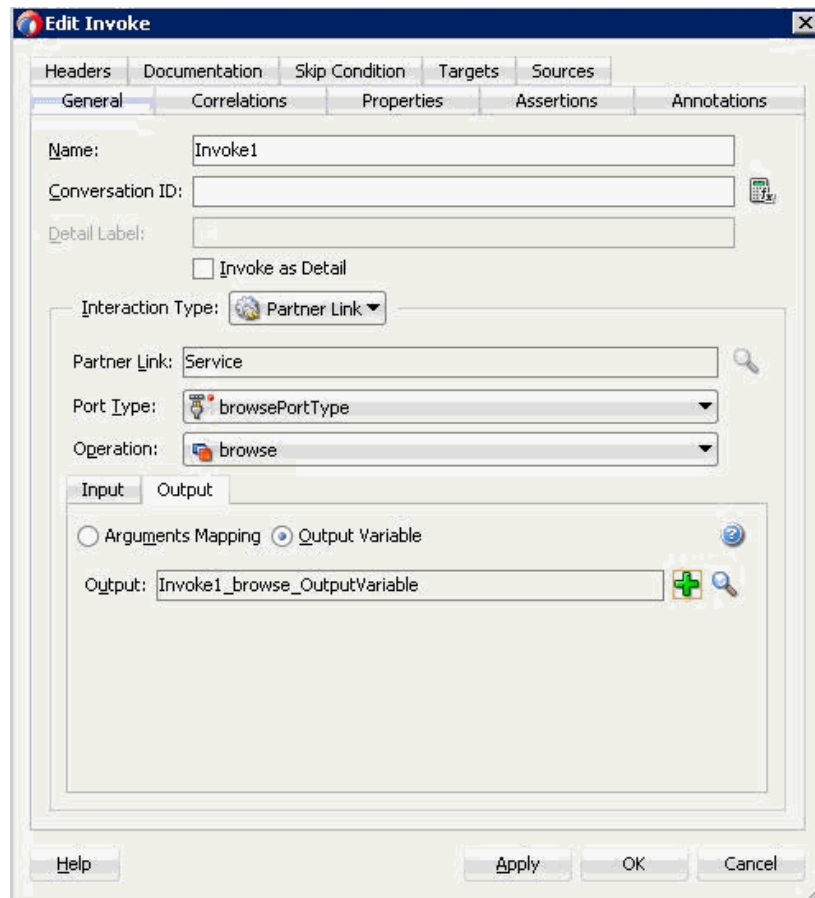 Edit Invoke
Headers Documentation Skip Condition Targets Sources
General Correlations Properties Assertions Annotations
Name: Invoke1
Conversation ID:
Detail Label:
Invoke as Detail
Interaction Type: Partner Link
Partner Link: Service
Port Type: browsePortType
Operation: browse
Input Output
Arguments Mapping Output Variable
Output: Invoke1_browse_OutputVariable
Help Apply OK Cancel